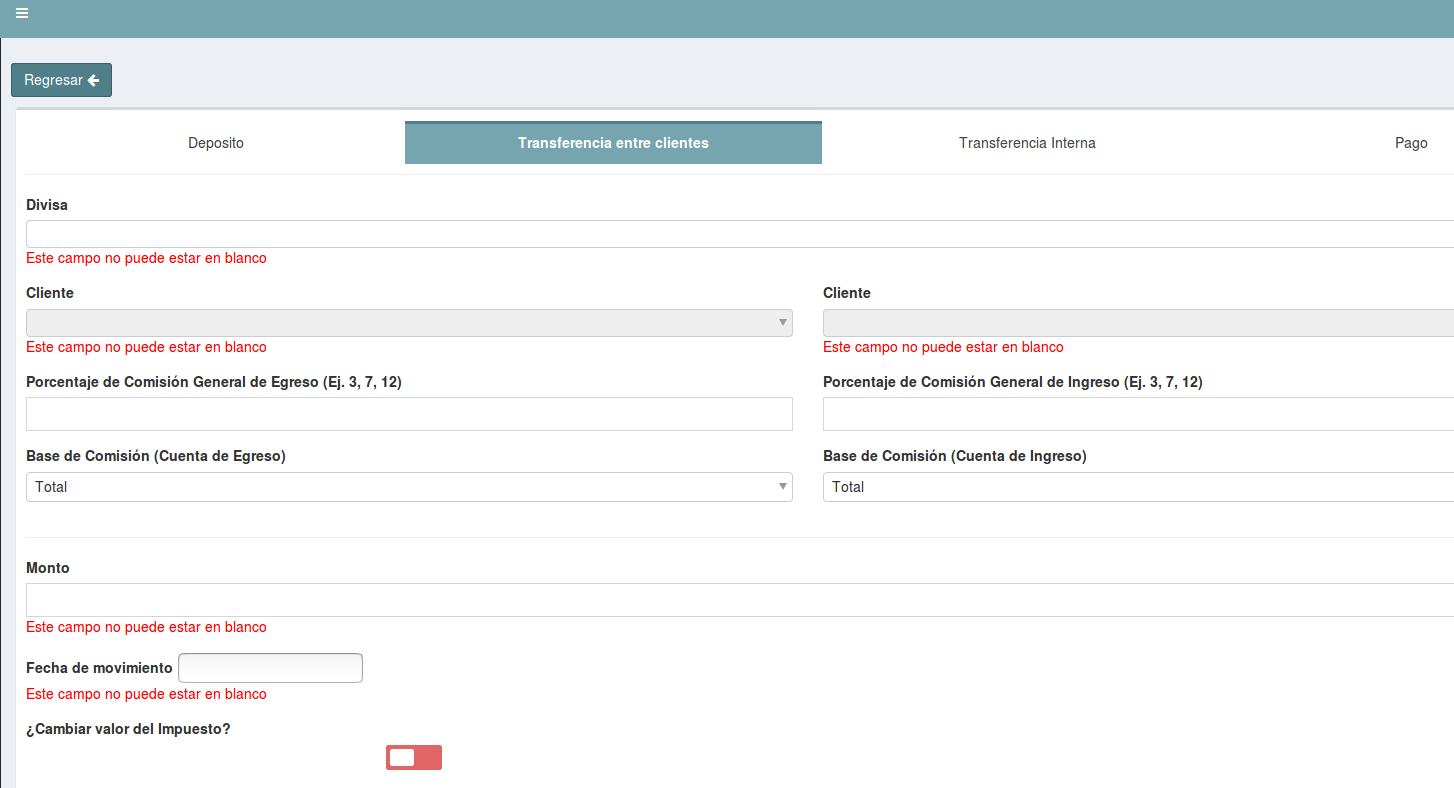 Regresar
Deposito
Transferencia entre clientes
Transferencia Interna
Pago
Divisa
Este campo no puede estar en blanco
Cliente
Cliente
Este campo no puede estar en blanco
Este campo no puede estar en blanco
Porcentaje de Comisión General de Egreso (Ej. 3, 7, 12)
Porcentaje de Comisión General de Ingreso (Ej. 3, 7, 12)
Base de Comisión (Cuenta de Egreso)
Base de Comisión (Cuenta de Ingreso)
Total
Total
Monto
Este campo no puede estar en blanco
Fecha de movimiento
Este campo no puede estar en blanco
¿Cambiar valor del Impuesto?